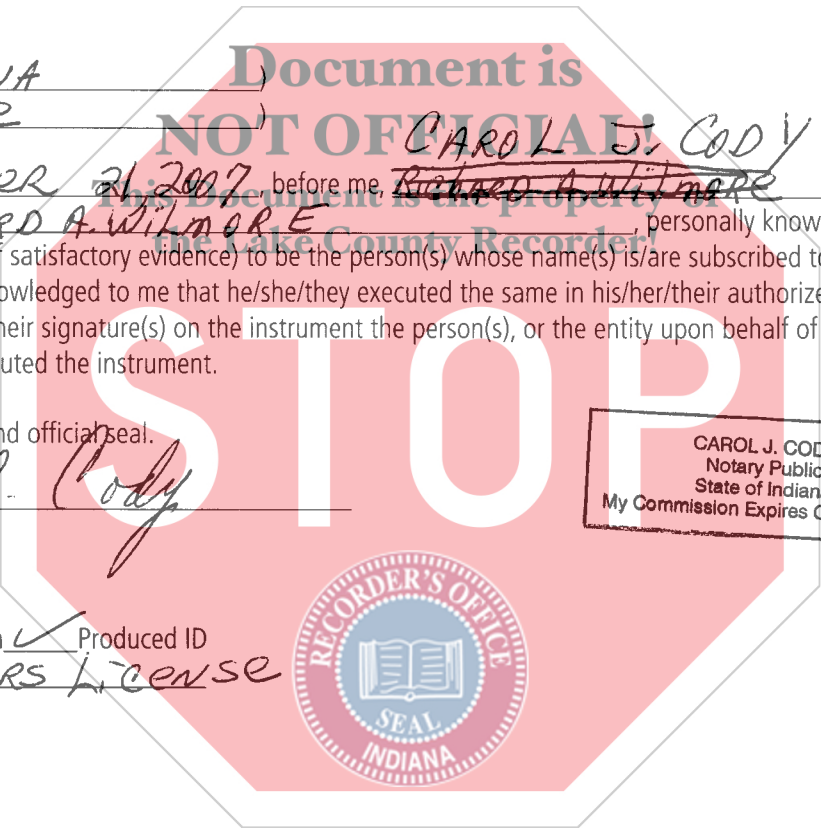 Document is
NA )
NOT OFFICIAL!
CAROL J. CODY
ER 21, 2007, before me, RICHARD A. WILMORE
This Document is the property of
RD A. WILMORE, personally know
the Lake County Recorder!
satisfactory evidence) to be the person(s) whose name(s) is/are subscribed to
owledged to me that he/she/they executed the same in his/her/their authorize
heir signature(s) on the instrument the person(s), or the entity upon behalf of
uted the instrument.
STOP
nd official seal.
Cody
CAROL J. COD
Notary Public
State of Indian
My Commission Expires O
RECORDER'S OFFICE
SEAL
INDIANA
Produced ID
RS LICENSE